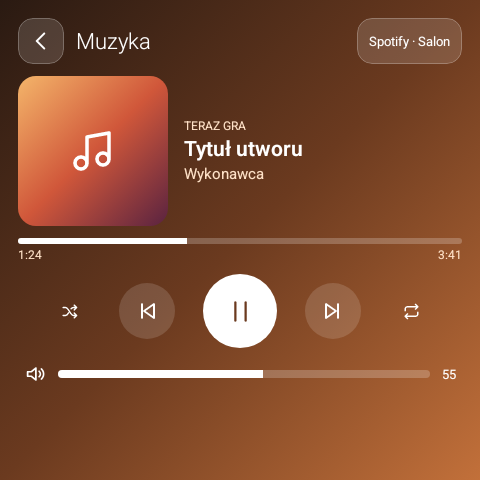 Muzyka
Spotify · Salon
TERAZ GRA
Tytuł utworu
Wykonawca
1:24
3:41
55